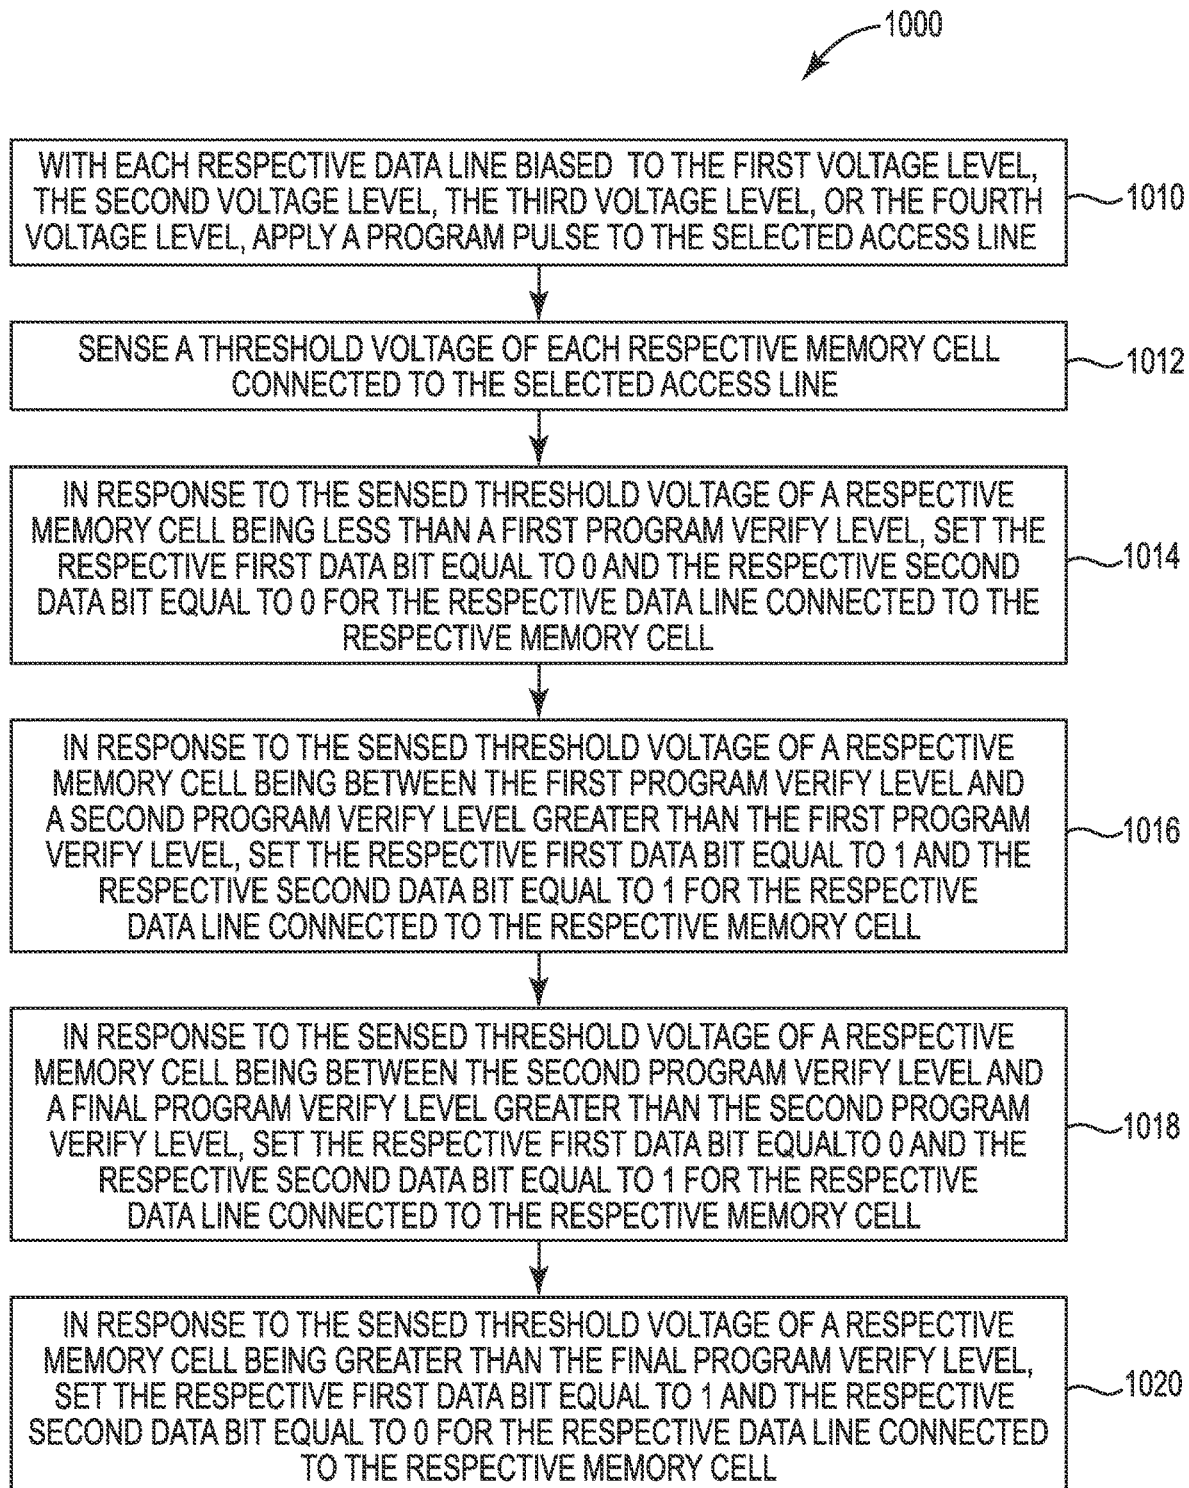 1000
WITH EACH RESPECTIVE DATA LINE BIASED TO THE FIRST VOLTAGE LEVEL,
THE SECOND VOLTAGE LEVEL, THE THIRD VOLTAGE LEVEL, OR THE FOURTH
VOLTAGE LEVEL, APPLY A PROGRAM PULSE TO THE SELECTED ACCESS LINE
1010
SENSE A THRESHOLD VOLTAGE OF EACH RESPECTIVE MEMORY CELL
CONNECTED TO THE SELECTED ACCESS LINE
1012
IN RESPONSE TO THE SENSED THRESHOLD VOLTAGE OF A RESPECTIVE
MEMORY CELL BEING LESS THAN A FIRST PROGRAM VERIFY LEVEL, SET THE
RESPECTIVE FIRST DATA BIT EQUAL TO 0 AND THE RESPECTIVE SECOND
DATA BIT EQUAL TO 0 FOR THE RESPECTIVE DATA LINE CONNECTED TO THE
RESPECTIVE MEMORY CELL
1014
IN RESPONSE TO THE SENSED THRESHOLD VOLTAGE OF A RESPECTIVE
MEMORY CELL BEING BETWEEN THE FIRST PROGRAM VERIFY LEVEL AND
A SECOND PROGRAM VERIFY LEVEL GREATER THAN THE FIRST PROGRAM
VERIFY LEVEL, SET THE RESPECTIVE FIRST DATA BIT EQUAL TO 1 AND THE
RESPECTIVE SECOND DATA BIT EQUAL TO 1 FOR THE RESPECTIVE
DATA LINE CONNECTED TO THE RESPECTIVE MEMORY CELL
1016
IN RESPONSE TO THE SENSED THRESHOLD VOLTAGE OF A RESPECTIVE
MEMORY CELL BEING BETWEEN THE SECOND PROGRAM VERIFY LEVEL AND
A FINAL PROGRAM VERIFY LEVEL GREATER THAN THE SECOND PROGRAM
VERIFY LEVEL, SET THE RESPECTIVE FIRST DATA BIT EQUALTO 0 AND THE
RESPECTIVE SECOND DATA BIT EQUAL TO 1 FOR THE RESPECTIVE
DATA LINE CONNECTED TO THE RESPECTIVE MEMORY CELL
1018
IN RESPONSE TO THE SENSED THRESHOLD VOLTAGE OF A RESPECTIVE
MEMORY CELL BEING GREATER THAN THE FINAL PROGRAM VERIFY LEVEL,
SET THE RESPECTIVE FIRST DATA BIT EQUAL TO 1 AND THE RESPECTIVE
SECOND DATA BIT EQUAL TO 0 FOR THE RESPECTIVE DATA LINE CONNECTED
TO THE RESPECTIVE MEMORY CELL
1020